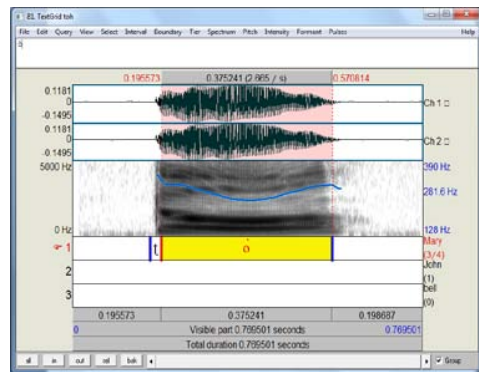 81. TextGrid toh
File Edit Query View Select Interval Boundary Tier Spectrum Pitch Intensity Formant Pulses Help
0.195573 0.375241 (2.665 / s) 0.570814
0.1181
0
-0.1495
Ch 1
0.1181
0
-0.1495
Ch 2
5000 Hz
390 Hz
281.6 Hz
0 Hz
128 Hz
1 t Mary
(3/4)
2 John
(1)
3 bell
(0)
0.195573 0.375241 0.198687
0 Visible part 0.769501 seconds 0.769501
Total duration 0.769501 seconds
all in out sel bak Group